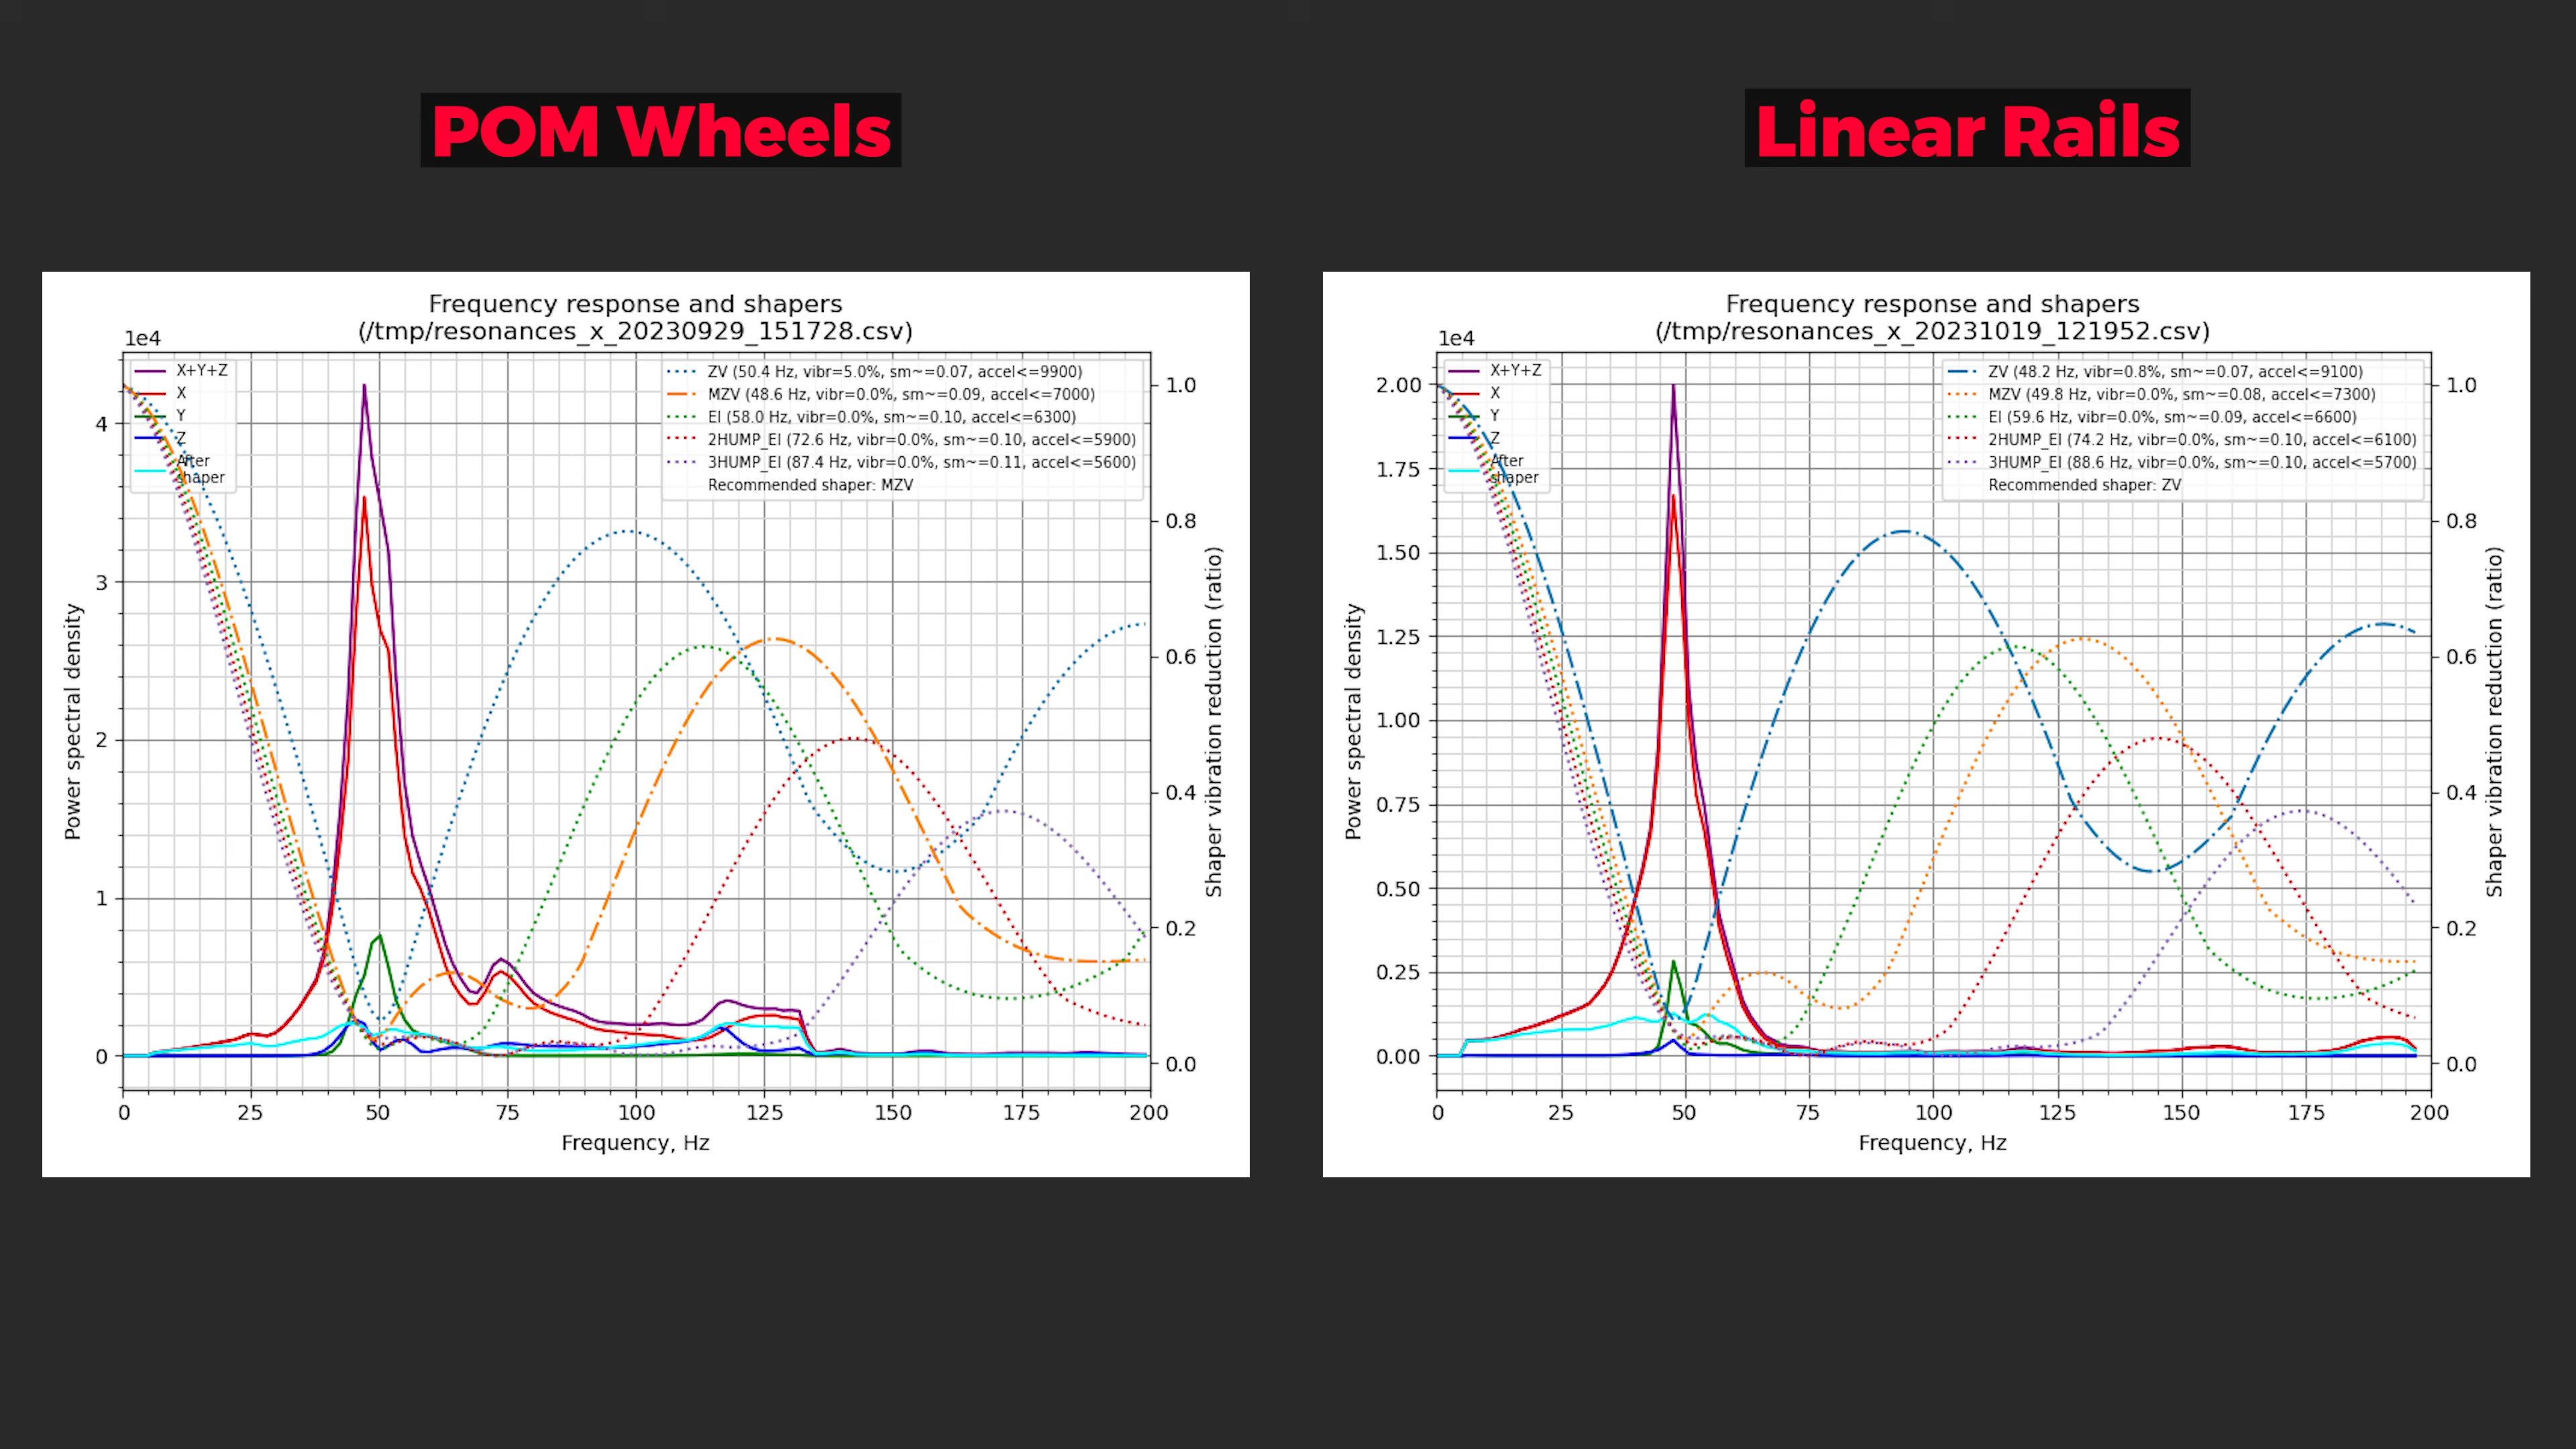 POM Wheels
Linear Rails
Frequency response and shapers
(/tmp/resonances_x_20230929_151728.csv)
1e4
X+Y+Z
X
Y
Z
After
shaper
ZV (50.4 Hz, vibr=5.0%, sm~=0.07, accel<=9900)
MZV (48.6 Hz, vibr=0.0%, sm~=0.09, accel<=7000)
EI (58.0 Hz, vibr=0.0%, sm~=0.10, accel<=6300)
2HUMP_EI (72.6 Hz, vibr=0.0%, sm~=0.10, accel<=5900)
3HUMP_EI (87.4 Hz, vibr=0.0%, sm~=0.11, accel<=5600)
Recommended shaper: MZV
4
3
2
1
0
Power spectral density
1.0
0.8
0.6
0.4
0.2
0.0
Shaper vibration reduction (ratio)
0 25 50 75 100 125 150 175 200
Frequency, Hz
Frequency response and shapers
(/tmp/resonances_x_20231019_121952.csv)
1e4
X+Y+Z
X
Y
Z
After
shaper
ZV (48.2 Hz, vibr=0.8%, sm~=0.07, accel<=9100)
MZV (49.8 Hz, vibr=0.0%, sm~=0.08, accel<=7300)
EI (59.6 Hz, vibr=0.0%, sm~=0.09, accel<=6600)
2HUMP_EI (74.2 Hz, vibr=0.0%, sm~=0.10, accel<=6100)
3HUMP_EI (88.6 Hz, vibr=0.0%, sm~=0.10, accel<=5700)
Recommended shaper: ZV
2.00
1.75
1.50
1.25
1.00
0.75
0.50
0.25
0.00
Power spectral density
1.0
0.8
0.6
0.4
0.2
0.0
Shaper vibration reduction (ratio)
0 25 50 75 100 125 150 175 200
Frequency, Hz